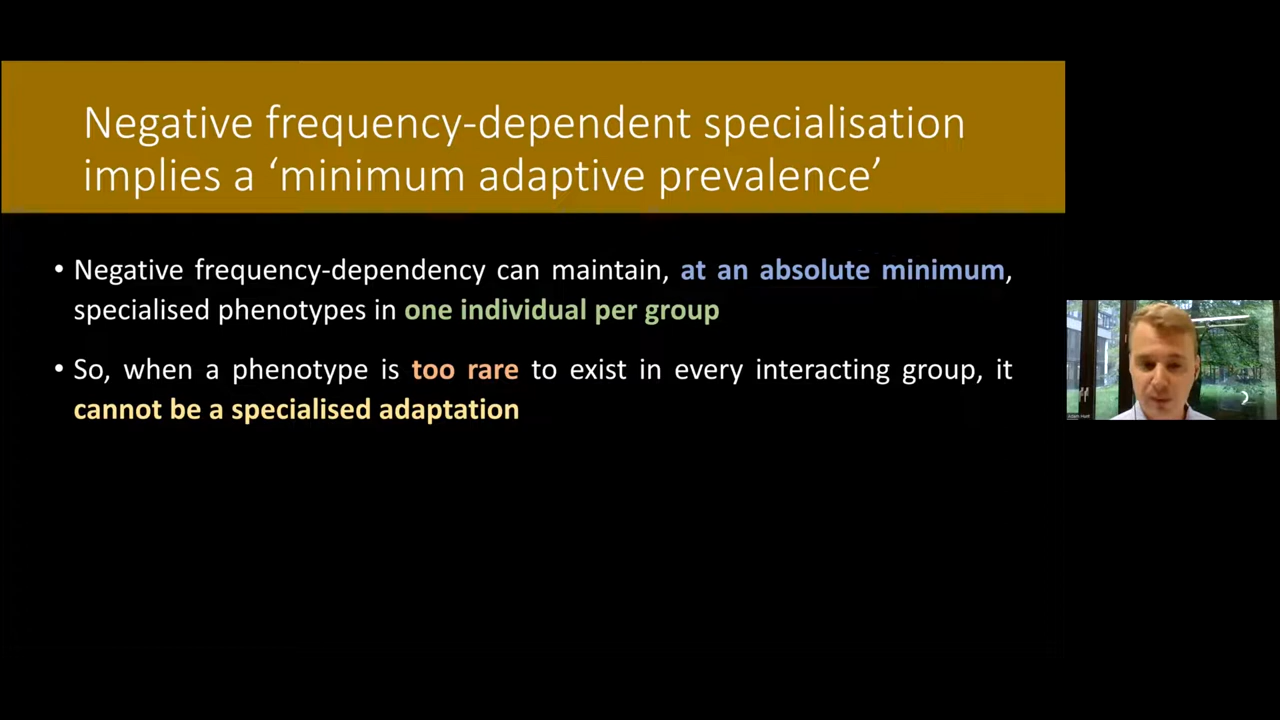 Negative frequency-dependent specialisation
implies a ‘minimum adaptive prevalence’
• Negative frequency-dependency can maintain, at an absolute minimum,
specialised phenotypes in one individual per group
• So, when a phenotype is too rare to exist in every interacting group, it
cannot be a specialised adaptation
Adam Hunt